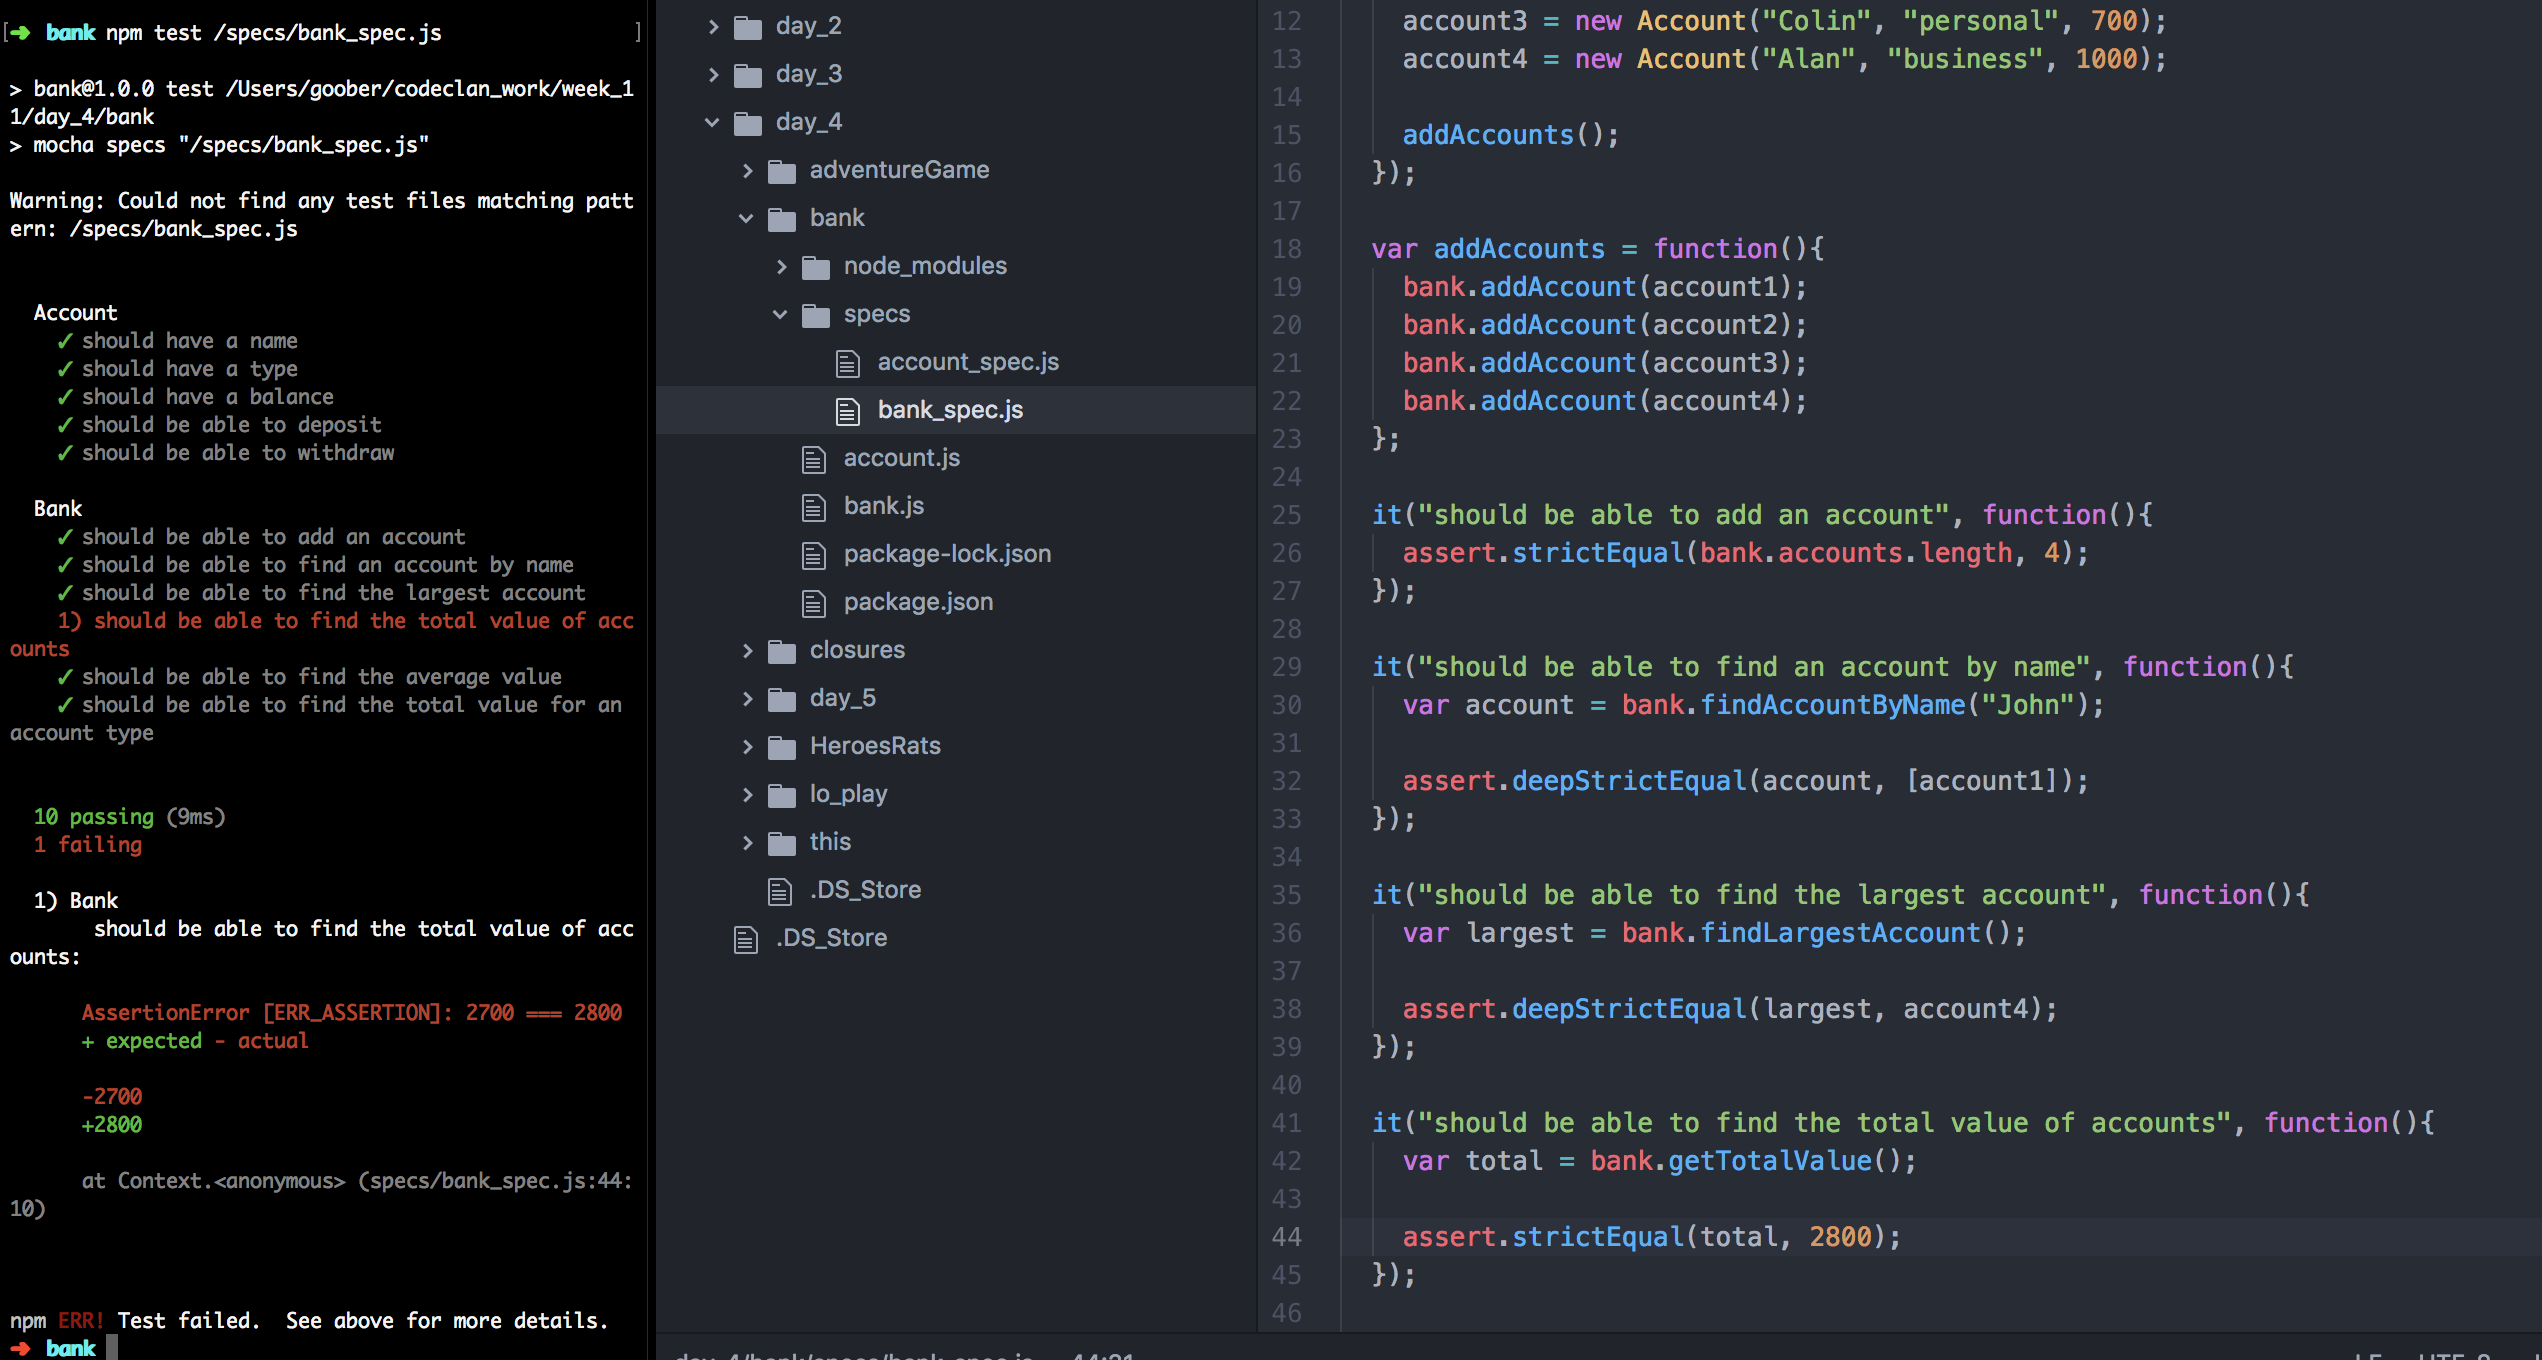 [➜ bank npm test /specs/bank_spec.js ]
> bank@1.0.0 test /Users/goober/codeclan_work/week_1
1/day_4/bank
> mocha specs "/specs/bank_spec.js"
Warning: Could not find any test files matching patt
ern: /specs/bank_spec.js
Account
✓ should have a name
✓ should have a type
✓ should have a balance
✓ should be able to deposit
✓ should be able to withdraw
Bank
✓ should be able to add an account
✓ should be able to find an account by name
✓ should be able to find the largest account
1) should be able to find the total value of acc
ounts
✓ should be able to find the average value
✓ should be able to find the total value for an
account type
10 passing (9ms)
1 failing
1) Bank
should be able to find the total value of acc
ounts:
AssertionError [ERR_ASSERTION]: 2700 === 2800
+ expected - actual
-2700
+2800
at Context.<anonymous> (specs/bank_spec.js:44:
10)
npm ERR! Test failed.  See above for more details.
➜ bank
day_2
day_3
day_4
adventureGame
bank
node_modules
specs
account_spec.js
bank_spec.js
account.js
bank.js
package-lock.json
package.json
closures
day_5
HeroesRats
lo_play
this
.DS_Store
.DS_Store
12 account3 = new Account("Colin", "personal", 700);
13 account4 = new Account("Alan", "business", 1000);
14
15 addAccounts();
16 });
17
18 var addAccounts = function(){
19 bank.addAccount(account1);
20 bank.addAccount(account2);
21 bank.addAccount(account3);
22 bank.addAccount(account4);
23 };
24
25 it("should be able to add an account", function(){
26 assert.strictEqual(bank.accounts.length, 4);
27 });
28
29 it("should be able to find an account by name", function(){
30 var account = bank.findAccountByName("John");
31
32 assert.deepStrictEqual(account, [account1]);
33 });
34
35 it("should be able to find the largest account", function(){
36 var largest = bank.findLargestAccount();
37
38 assert.deepStrictEqual(largest, account4);
39 });
40
41 it("should be able to find the total value of accounts", function(){
42 var total = bank.getTotalValue();
43
44 assert.strictEqual(total, 2800);
45 });
46